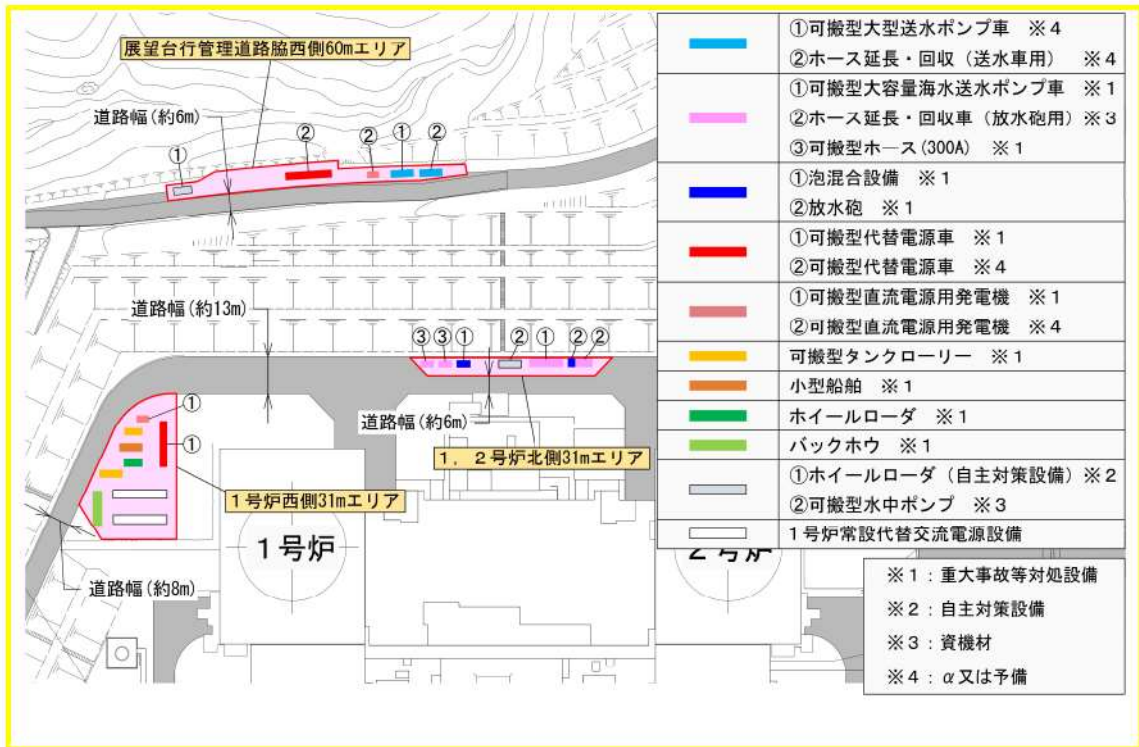 展望台行管理道路脇西側60mエリア
道路幅(約6m)
①
②
②
①
②
道路幅(約13m)
③
③
①
②
①
②
②
道路幅(約6m)
1,2号炉北側31mエリア
①
①
1号炉西側31mエリア
1号炉
2号炉
道路幅(約8m)
①可搬型大型送水ポンプ車 ※4
②ホース延長・回収(送水車用) ※4
①可搬型大容量海水送水ポンプ車 ※1
②ホース延長・回収車(放水砲用)※3
③可搬型ホース(300A) ※1
①泡混合設備 ※1
②放水砲 ※1
①可搬型代替電源車 ※1
②可搬型代替電源車 ※4
①可搬型直流電源用発電機 ※1
②可搬型直流電源用発電機 ※4
可搬型タンクローリー ※1
小型船舶 ※1
ホイールローダ ※1
バックホウ ※1
①ホイールローダ(自主対策設備)※2
②可搬型水中ポンプ ※3
1号炉常設代替交流電源設備
※1:重大事故等対処設備
※2:自主対策設備
※3:資機材
※4:α又は予備